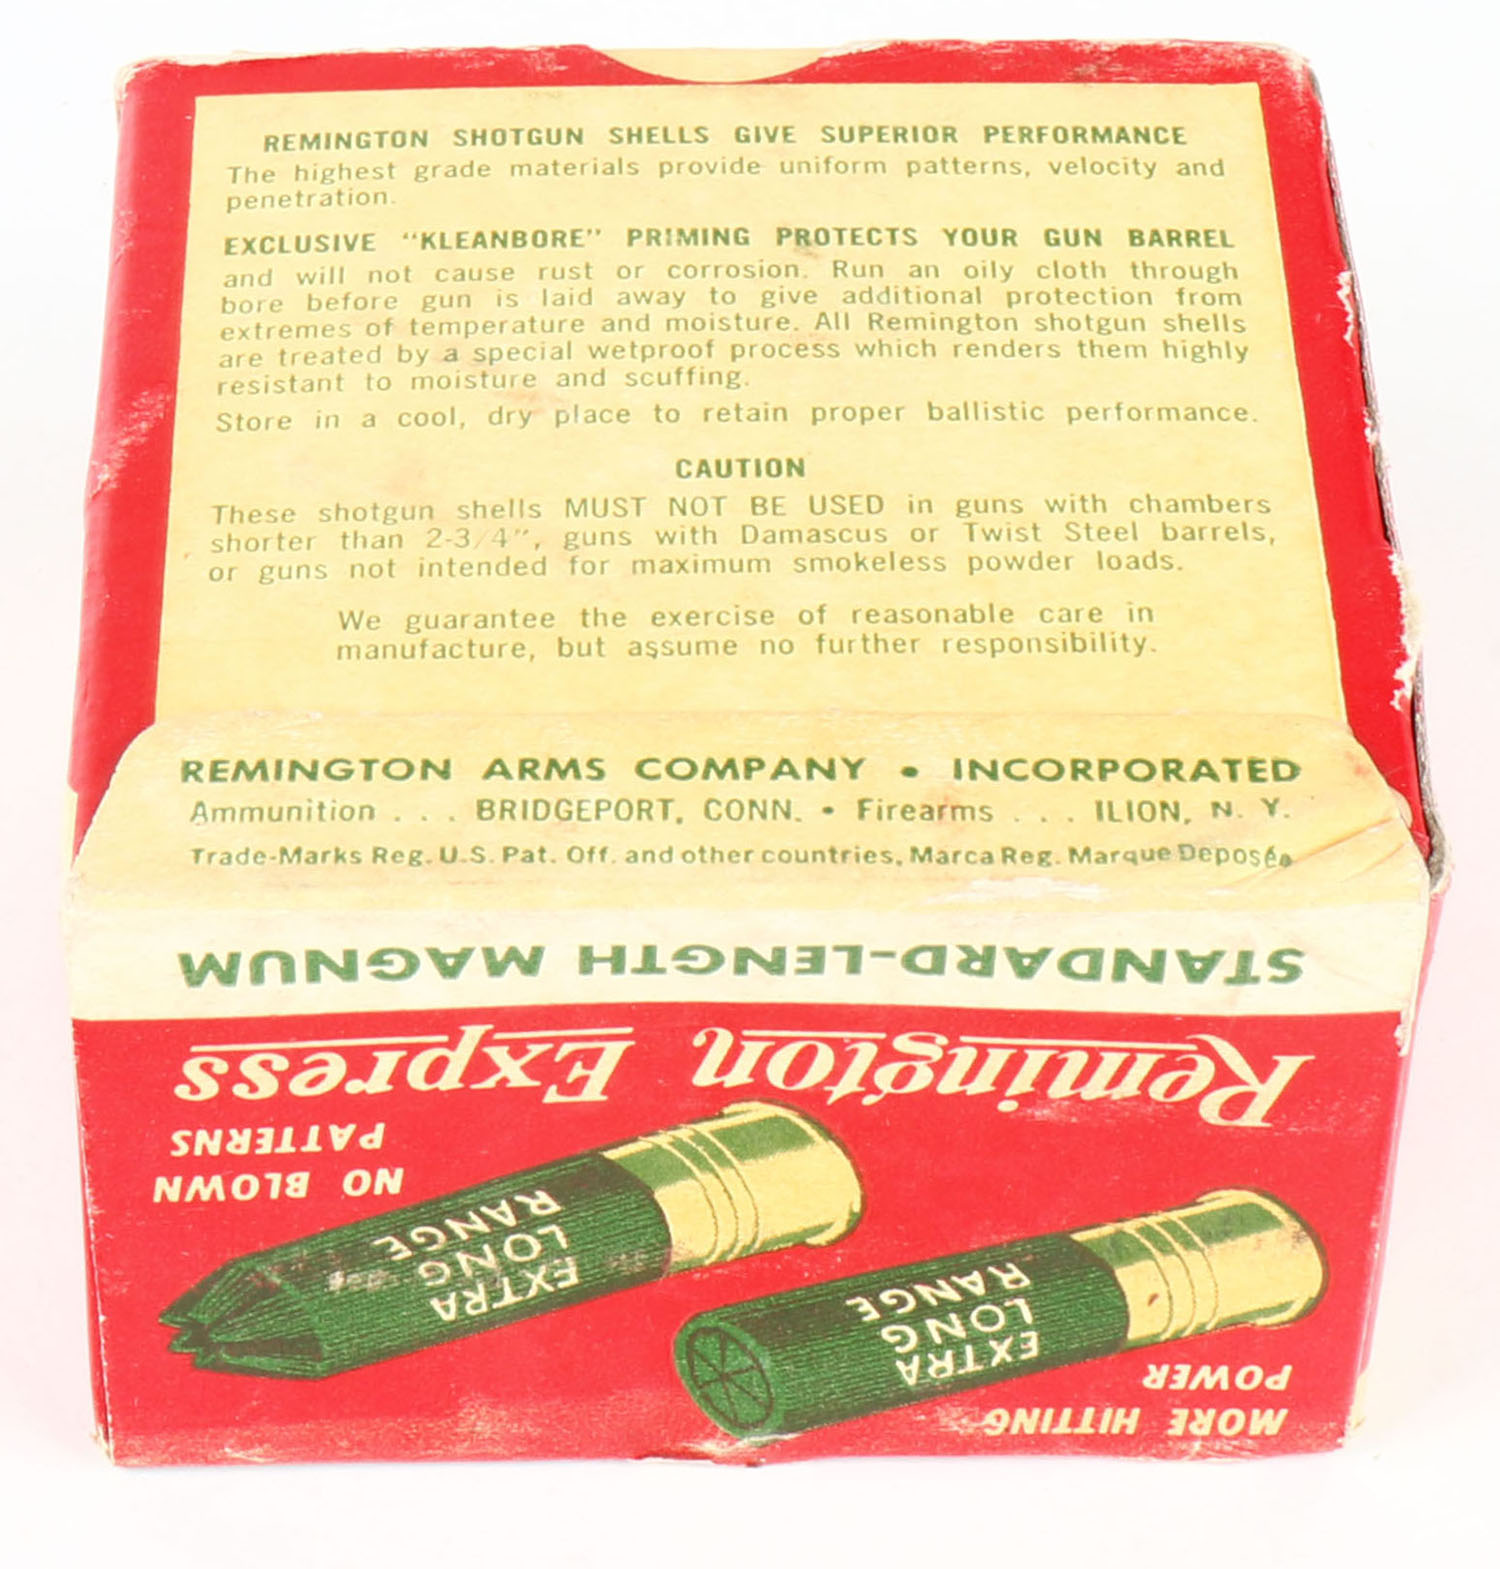 REMINGTON SHOTGUN SHELLS GIVE SUPERIOR PERFORMANCE
The highest grade materials provide uniform patterns, velocity and
penetration.
EXCLUSIVE "KLEANBORE" PRIMING PROTECTS YOUR GUN BARREL
and will not cause rust or corrosion. Run an oily cloth through
bore before gun is laid away to give additional protection from
extremes of temperature and moisture. All Remington shotgun shells
are treated by a special wetproof process which renders them highly
resistant to moisture and scuffing.
Store in a cool, dry place to retain proper ballistic performance.
CAUTION
These shotgun shells MUST NOT BE USED in guns with chambers
shorter than 2-3/4", guns with Damascus or Twist Steel barrels,
or guns not intended for maximum smokeless powder loads.
We guarantee the exercise of reasonable care in
manufacture, but assume no further responsibility.
REMINGTON ARMS COMPANY • INCORPORATED
Ammunition . . . BRIDGEPORT, CONN. • Firearms . . . ILION, N. Y.
Trade-Marks Reg. U.S. Pat. Off. and other countries, Marca Reg. Marque Deposée
STANDARD-LENGTH MAGNUM
Remington Express
NO BLOWN
PATTERNS
EXTRA
LONG
RANGE
MORE HITTING
POWER
EXTRA
LONG
RANGE